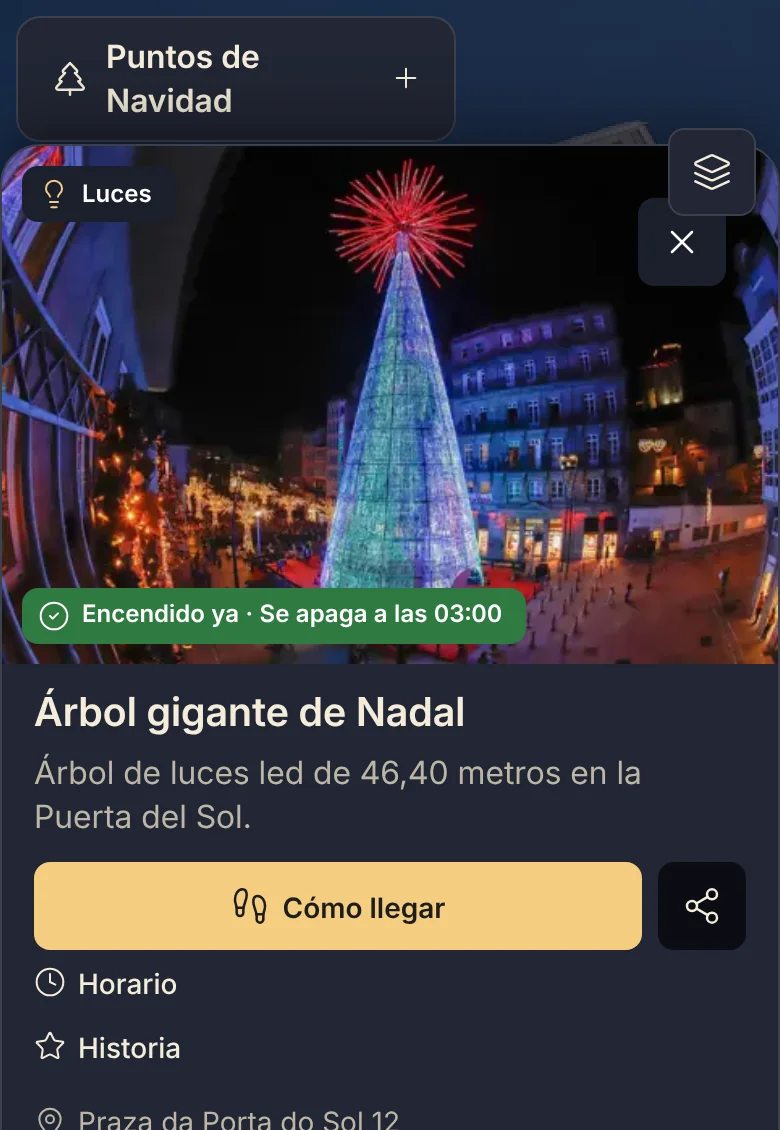 Puntos de
Navidad
Luces
Encendido ya · Se apaga a las 03:00
Árbol gigante de Nadal
Árbol de luces led de 46,40 metros en la
Puerta del Sol.
Cómo llegar
Horario
Historia
Praza da Porta do Sol 12